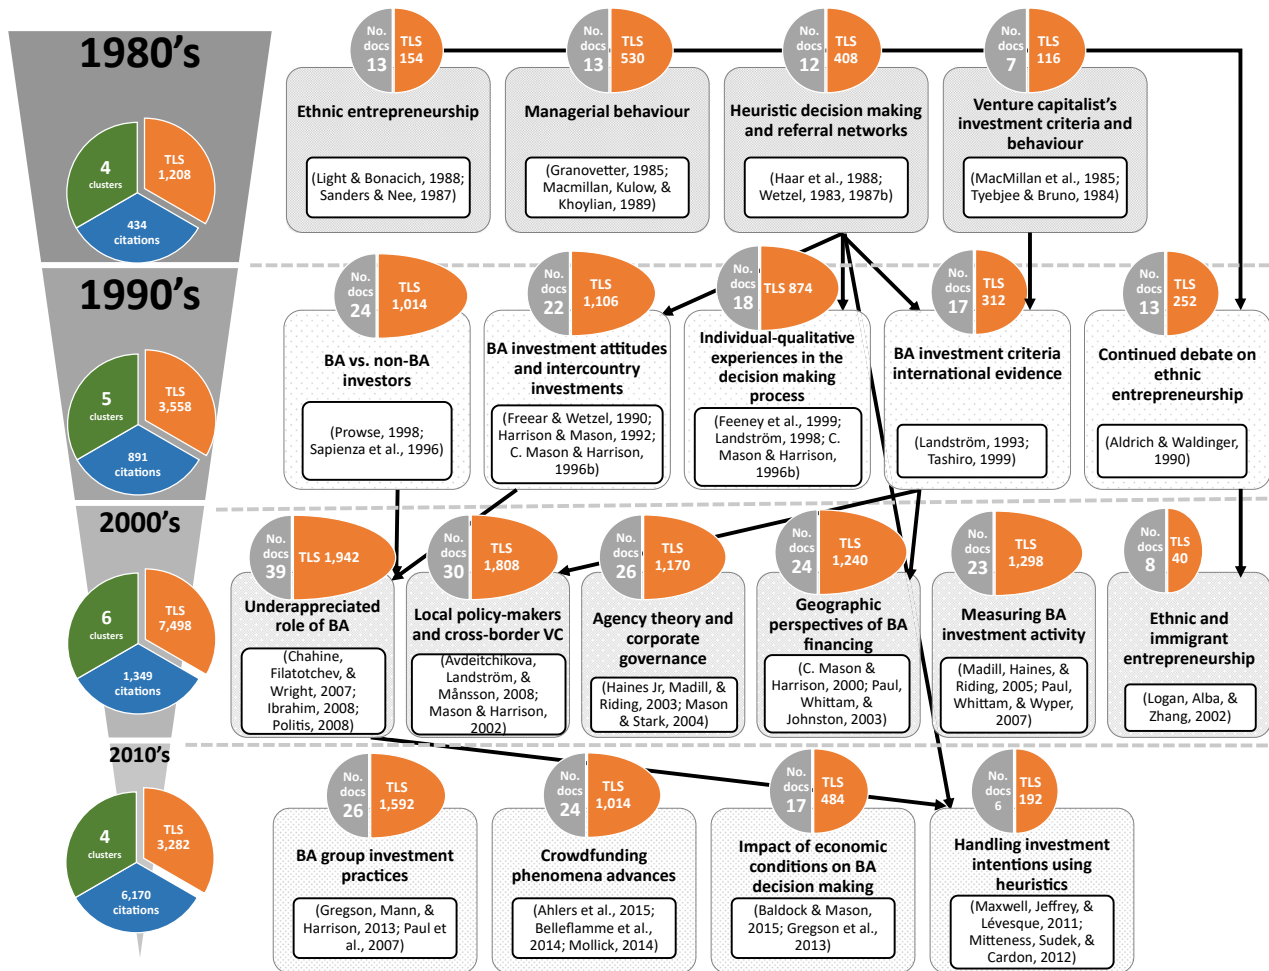 1980's
4
clusters
TLS
1,208
434
citations
No.
docs
13
TLS
154
Ethnic entrepreneurship
(Light & Bonacich, 1988;
Sanders & Nee, 1987)
No.
docs
13
TLS
530
Managerial behaviour
(Granovetter, 1985;
Macmillan, Kulow, &
Khoylian, 1989)
No.
docs
12
TLS
408
Heuristic decision making
and referral networks
(Haar et al., 1988;
Wetzel, 1983, 1987b)
No.
docs
7
TLS
116
Venture capitalist's
investment criteria and
behaviour
(MacMillan et al., 1985;
Tyebjee & Bruno, 1984)
1990's
5
clusters
TLS
3,558
891
citations
No.
docs
24
TLS
1,014
BA vs. non-BA
investors
(Prowse, 1998;
Sapienza et al., 1996)
No.
docs
22
TLS
1,106
BA investment attitudes
and intercountry
investments
(Freear & Wetzel, 1990;
Harrison & Mason, 1992;
C. Mason & Harrison,
1996b)
No.
docs
18
TLS 874
Individual-qualitative
experiences in the
decision making
process
(Feeney et al., 1999;
Landström, 1998; C.
Mason & Harrison,
1996b)
No.
docs
17
TLS
312
BA investment criteria
international evidence
(Landström, 1993;
Tashiro, 1999)
No.
docs
13
TLS
252
Continued debate on
ethnic
entrepreneurship
(Aldrich & Waldinger,
1990)
2000's
6
clusters
TLS
7,498
1,349
citations
No.
docs
39
TLS 1,942
Underappreciated
role of BA
(Chahine,
Filatotchev, &
Wright, 2007;
Ibrahim, 2008;
Politis, 2008)
No.
docs
30
TLS
1,808
Local policy-makers
and cross-border VC
(Avdeitchikova,
Landström, &
Månsson, 2008;
Mason & Harrison,
2002)
No.
docs
26
TLS
1,170
Agency theory and
corporate
governance
(Haines Jr, Madill, &
Riding, 2003; Mason
& Stark, 2004)
No.
docs
24
TLS
1,240
Geographic
perspectives of BA
financing
(C. Mason &
Harrison, 2000; Paul,
Whittam, &
Johnston, 2003)
No.
docs
23
TLS
1,298
Measuring BA
investment activity
(Madill, Haines, &
Riding, 2005; Paul,
Whittam, & Wyper,
2007)
No.
docs
8
TLS
40
Ethnic and
immigrant
entrepreneurship
(Logan, Alba, &
Zhang, 2002)
2010's
4
clusters
TLS
3,282
6,170
citations
No.
docs
26
TLS
1,592
BA group investment
practices
(Gregson, Mann, &
Harrison, 2013; Paul
et al., 2007)
No.
docs
24
TLS
1,014
Crowdfunding
phenomena advances
(Ahlers et al., 2015;
Belleflamme et al.,
2014; Mollick, 2014)
No.
docs
17
TLS
484
Impact of economic
conditions on BA
decision making
(Baldock & Mason,
2015; Gregson et al.,
2013)
No.
docs
6
TLS
192
Handling investment
intentions using
heuristics
(Maxwell, Jeffrey, &
Lévesque, 2011;
Mitteness, Sudek, &
Cardon, 2012)